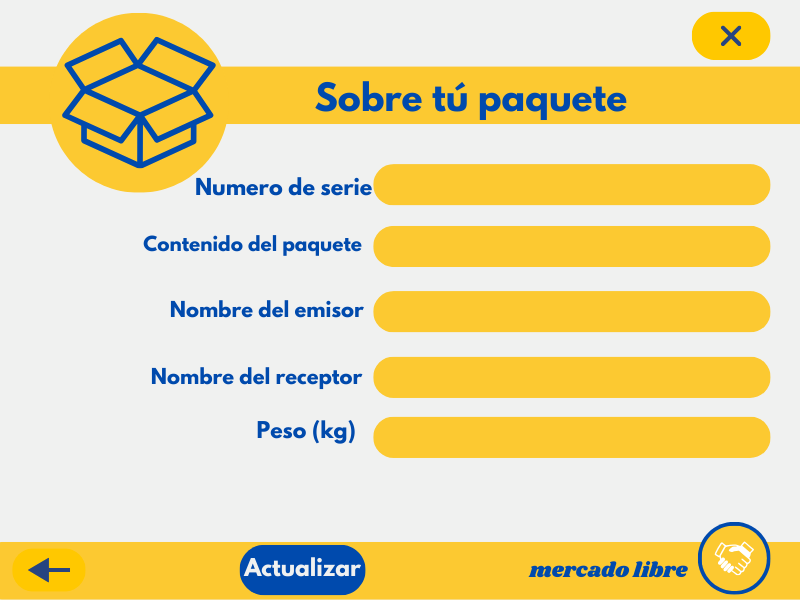 Sobre tú paquete
Numero de serie
Contenido del paquete
Nombre del emisor
Nombre del receptor
Peso (kg)
Actualizar
mercado libre